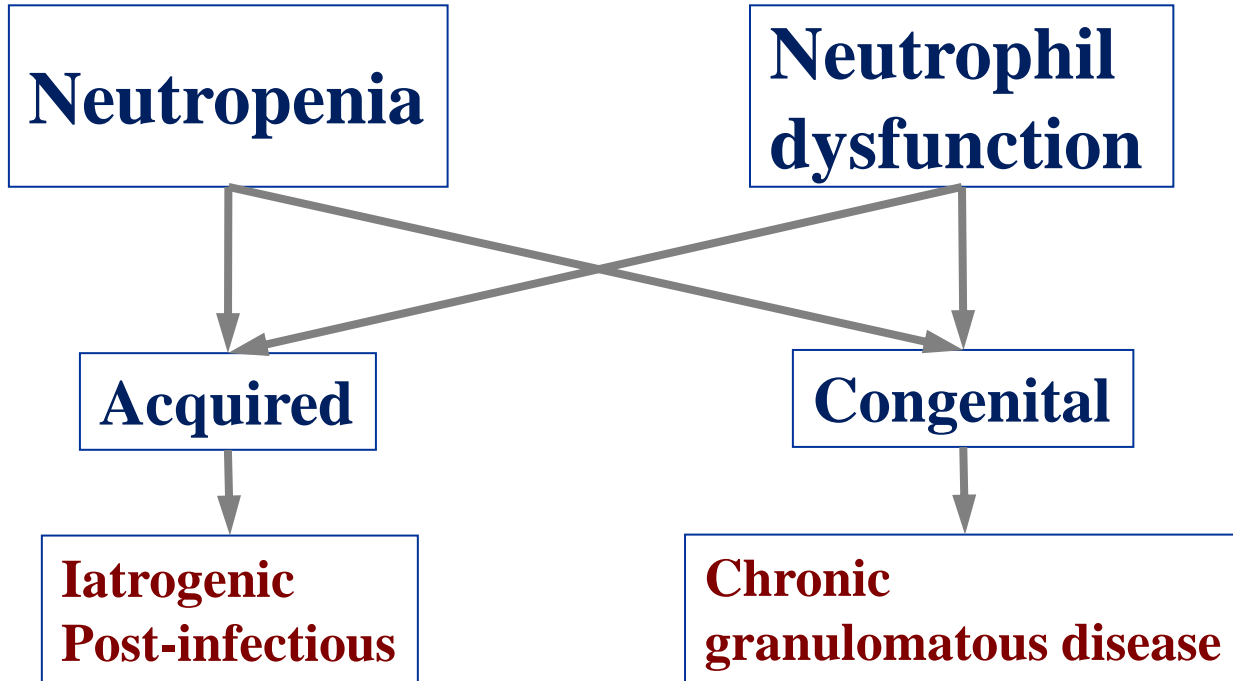 Neutropenia
Neutrophil
dysfunction
Acquired
Congenital
Iatrogenic
Post-infectious
Chronic
granulomatous disease